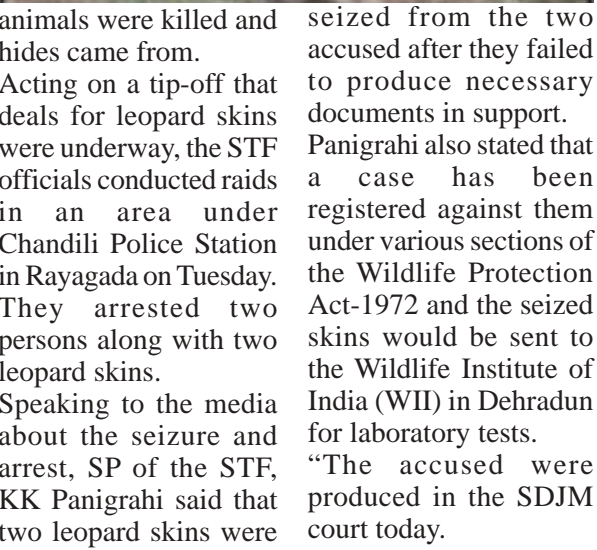 animals were killed and
hides came from.
Acting on a tip-off that
deals for leopard skins
were underway, the STF
officials conducted raids
in an area under
Chandili Police Station
in Rayagada on Tuesday.
They arrested two
persons along with two
leopard skins.
Speaking to the media
about the seizure and
arrest, SP of the STF,
KK Panigrahi said that
two leopard skins were
seized from the two
accused after they failed
to produce necessary
documents in support.
Panigrahi also stated that
a case has been
registered against them
under various sections of
the Wildlife Protection
Act-1972 and the seized
skins would be sent to
the Wildlife Institute of
India (WII) in Dehradun
for laboratory tests.
“The accused were
produced in the SDJM
court today.